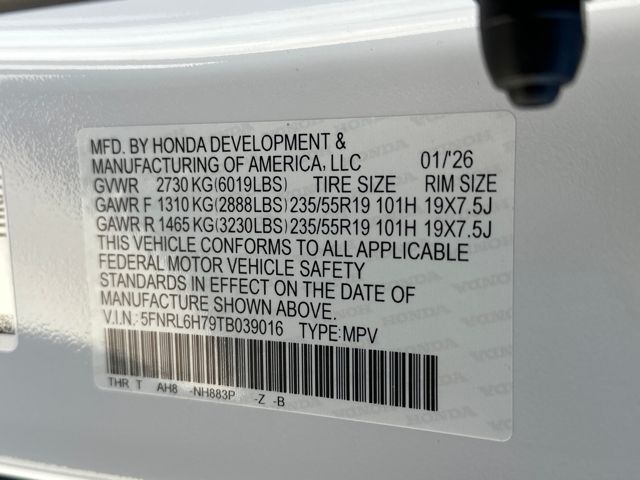 MFD. BY HONDA DEVELOPMENT &
MANUFACTURING OF AMERICA, LLC 01/'26
GVWR 2730 KG(6019LBS) TIRE SIZE RIM SIZE
GAWR F 1310 KG(2888LBS) 235/55R19 101H 19X7.5J
GAWR R 1465 KG(3230LBS) 235/55R19 101H 19X7.5J
THIS VEHICLE CONFORMS TO ALL APPLICABLE
FEDERAL MOTOR VEHICLE SAFETY
STANDARDS IN EFFECT ON THE DATE OF
MANUFACTURE SHOWN ABOVE.
V.I.N.: 5FNRL6H79TB039016 TYPE:MPV
THR T AH8 -NH883P -Z -B